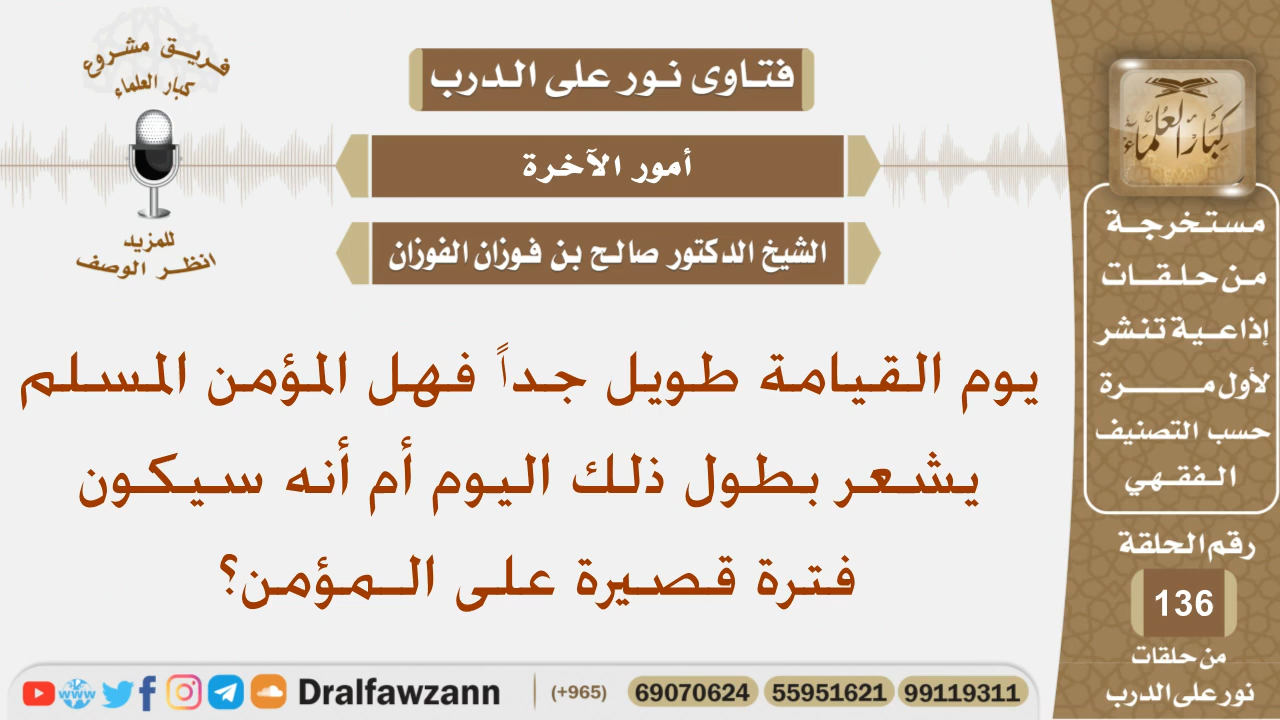 فريق مشروع
كبار العلماء
للمزيد
انظر الوصف
فتاوى نور على الدرب
أمور الآخرة
الشيخ الدكتور صالح بن فوزان الفوزان
يوم القيامة طويل جداً فهل المؤمن المسلم
يشعر بطول ذلك اليوم أم أنه سيكون
فترة قصيرة على المؤمن؟
كبار العلماء
مستخرجة
من حلقات
إذاعية تنشر
لأول مرة
حسب التصنيف
الفقهي
رقم الحلقة
136
من حلقات
نور على الدرب
www Dralfawzann (+965) 69070624 55951621 99119311